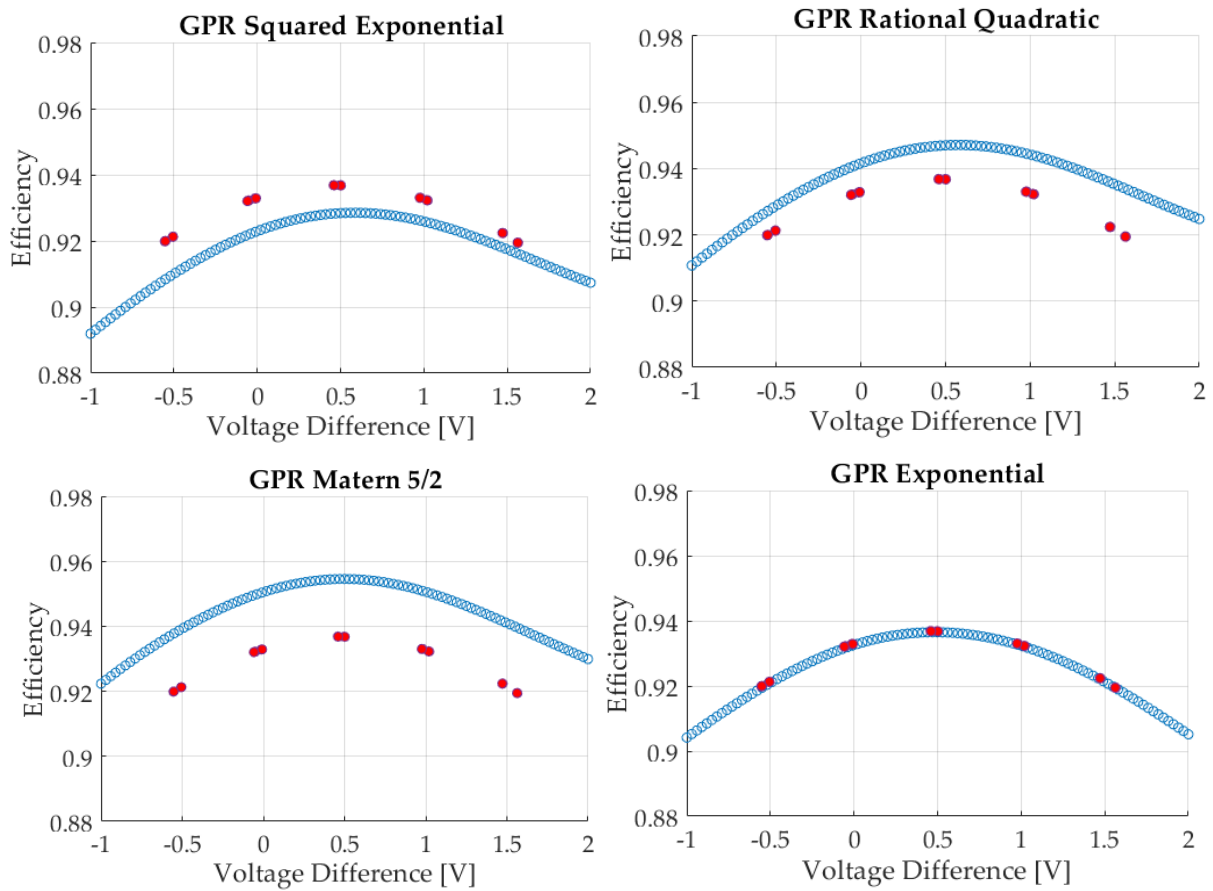 GPR Squared Exponential
0.98
0.96
0.94
0.92
0.9
0.88
Efficiency
-1 -0.5 0 0.5 1 1.5 2
Voltage Difference [V]
GPR Rational Quadratic
0.98
0.96
0.94
0.92
0.9
0.88
Efficiency
-1 -0.5 0 0.5 1 1.5 2
Voltage Difference [V]
GPR Matern 5/2
0.98
0.96
0.94
0.92
0.9
0.88
Efficiency
-1 -0.5 0 0.5 1 1.5 2
Voltage Difference [V]
GPR Exponential
0.98
0.96
0.94
0.92
0.9
0.88
Efficiency
-1 -0.5 0 0.5 1 1.5 2
Voltage Difference [V]